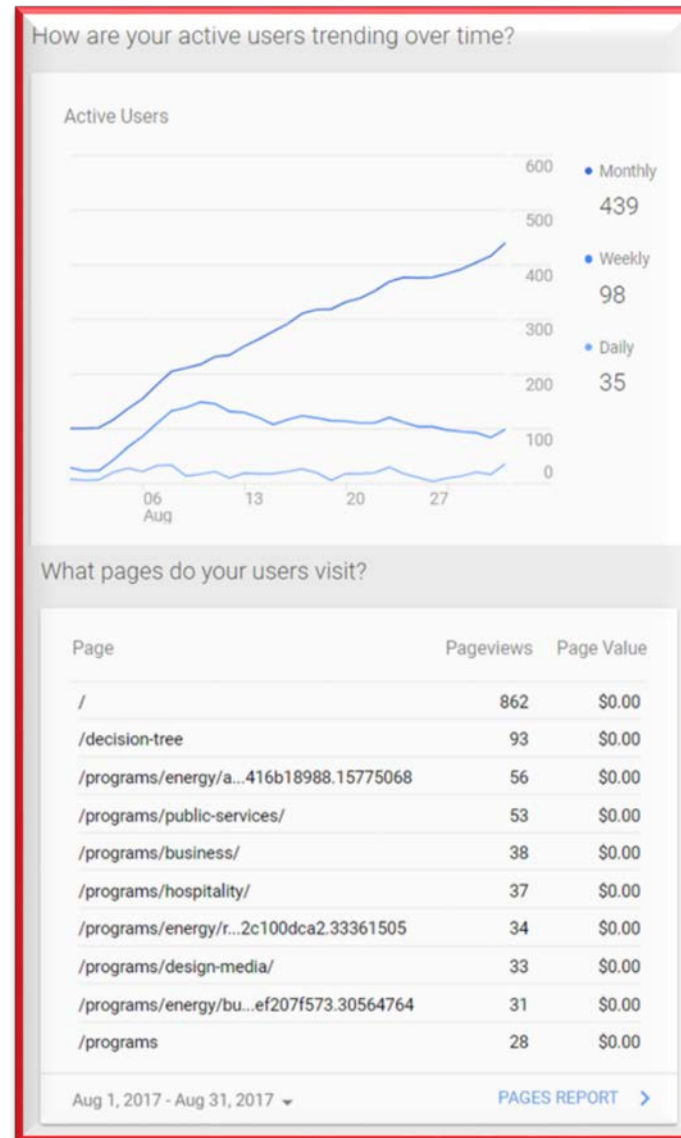 How are your active users trending over time?
Active Users
600
500
400
300
200
100
0
06
Aug
13
20
27
Monthly
439
Weekly
98
Daily
35
What pages do your users visit?
Page Pageviews Page Value
/ 862 $0.00
/decision-tree 93 $0.00
/programs/energy/a...416b18988.15775068 56 $0.00
/programs/public-services/ 53 $0.00
/programs/business/ 38 $0.00
/programs/hospitality/ 37 $0.00
/programs/energy/r...2c100dca2.33361505 34 $0.00
/programs/design-media/ 33 $0.00
/programs/energy/bu...ef207f573.30564764 31 $0.00
/programs 28 $0.00
Aug 1, 2017 - Aug 31, 2017 PAGES REPORT